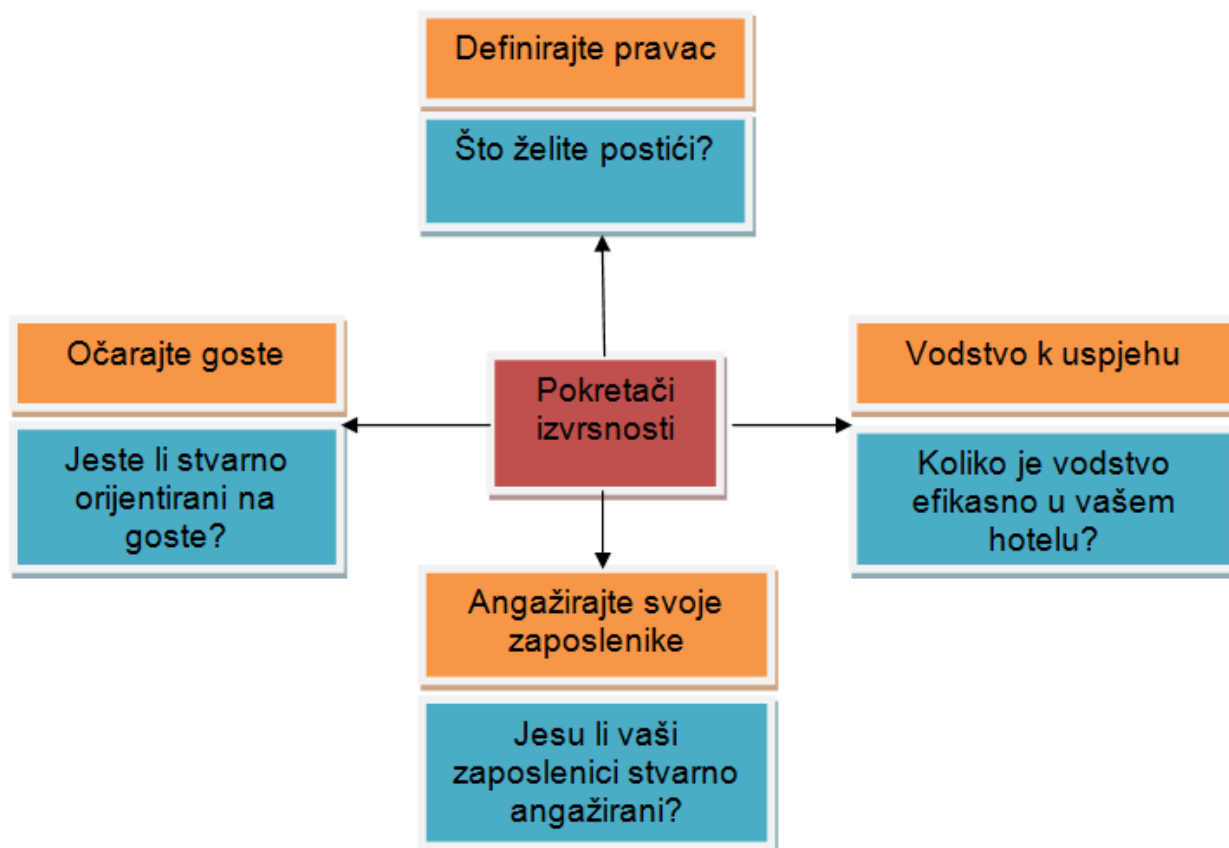 Definirajte pravac
Što želite postići?
Očarajte goste
Jeste li stvarno
orijentirani na
goste?
Pokretači
izvrsnosti
Vodstvo k uspjehu
Koliko je vodstvo
efikasno u vašem
hotelu?
Angažirajte svoje
zaposlenike
Jesu li vaši
zaposlenici stvarno
angažirani?